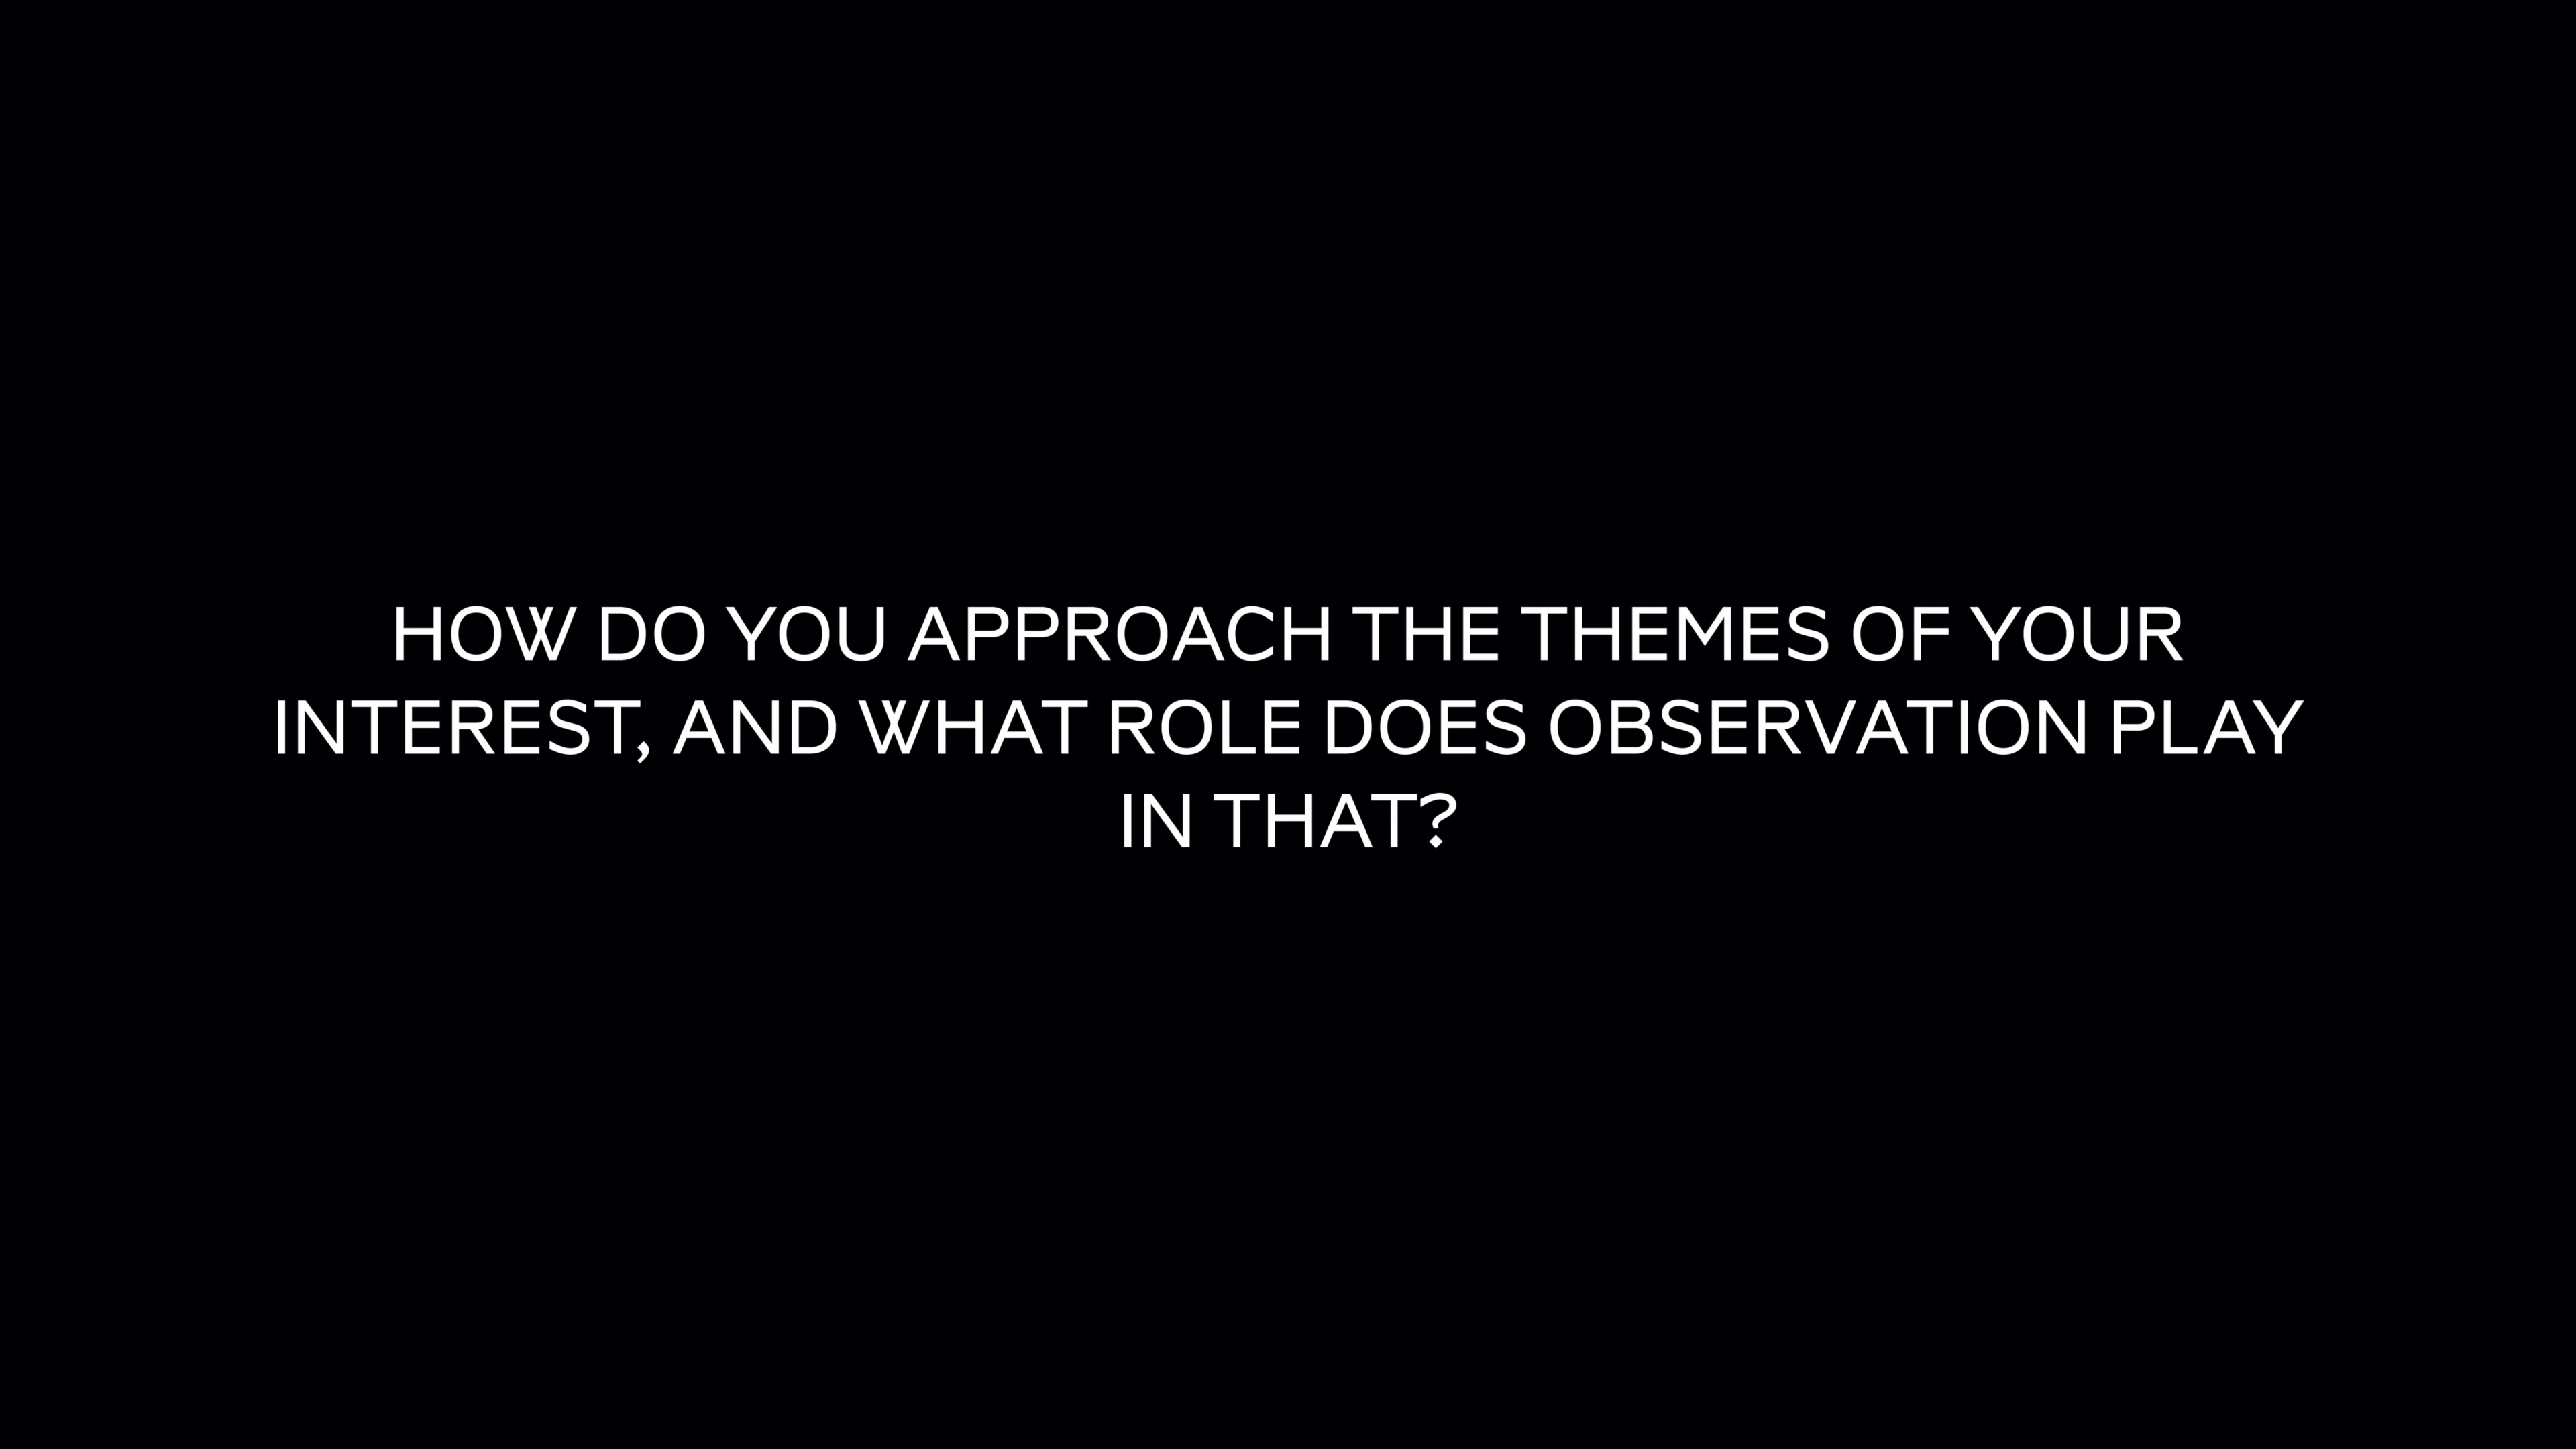 HOW DO YOU APPROACH THE THEMES OF YOUR
INTEREST, AND WHAT ROLE DOES OBSERVATION PLAY
IN THAT?